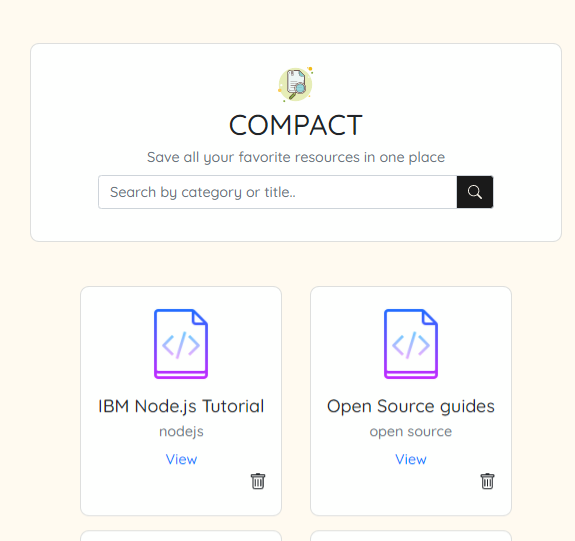 COMPACT
Save all your favorite resources in one place
Search by category or title..
IBM Node.js Tutorial
nodejs
View
Open Source guides
open source
View